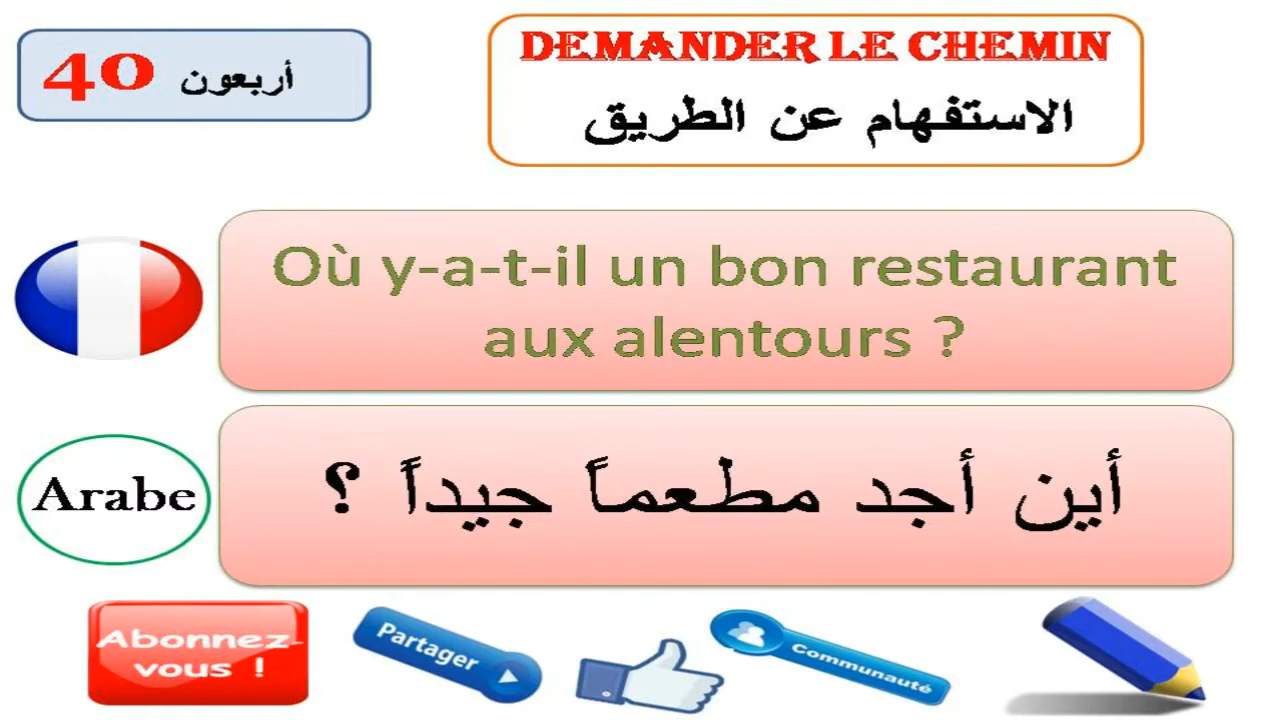 40 أربعون
DEMANDER LE CHEMIN
الاستفهام عن الطريق
Où y-a-t-il un bon restaurant
aux alentours ?
Arabe
أين أجد مطعماً جيداً ؟
Abonnez-
vous !
Partager
Communauté